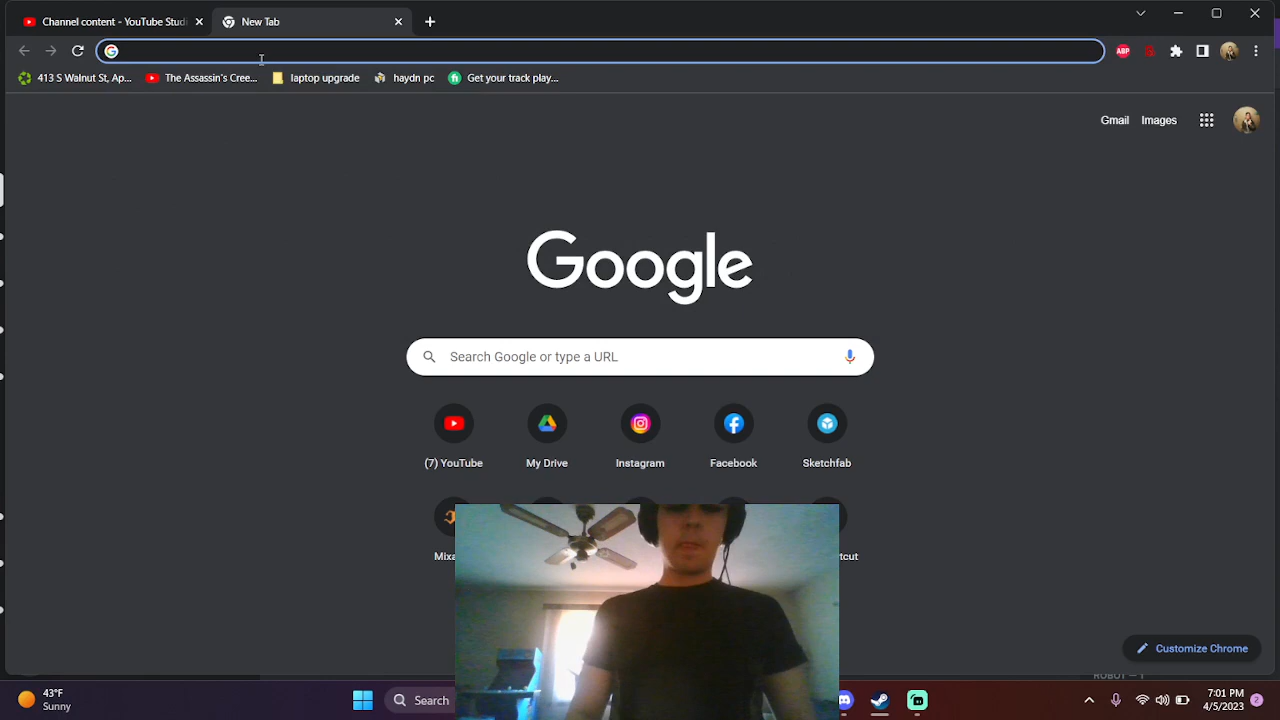 Channel content - YouTube Studi
New Tab
413 S Walnut St, Ap...
The Assassin's Cree...
laptop upgrade
haydn pc
Get your track play...
ABP
Gmail
Images
Google
Search Google or type a URL
(7) YouTube
My Drive
Instagram
Facebook
Sketchfab
Mixa
tcut
Customize Chrome
43°F
Sunny
Search
7:01 PM
4/5/2023
2